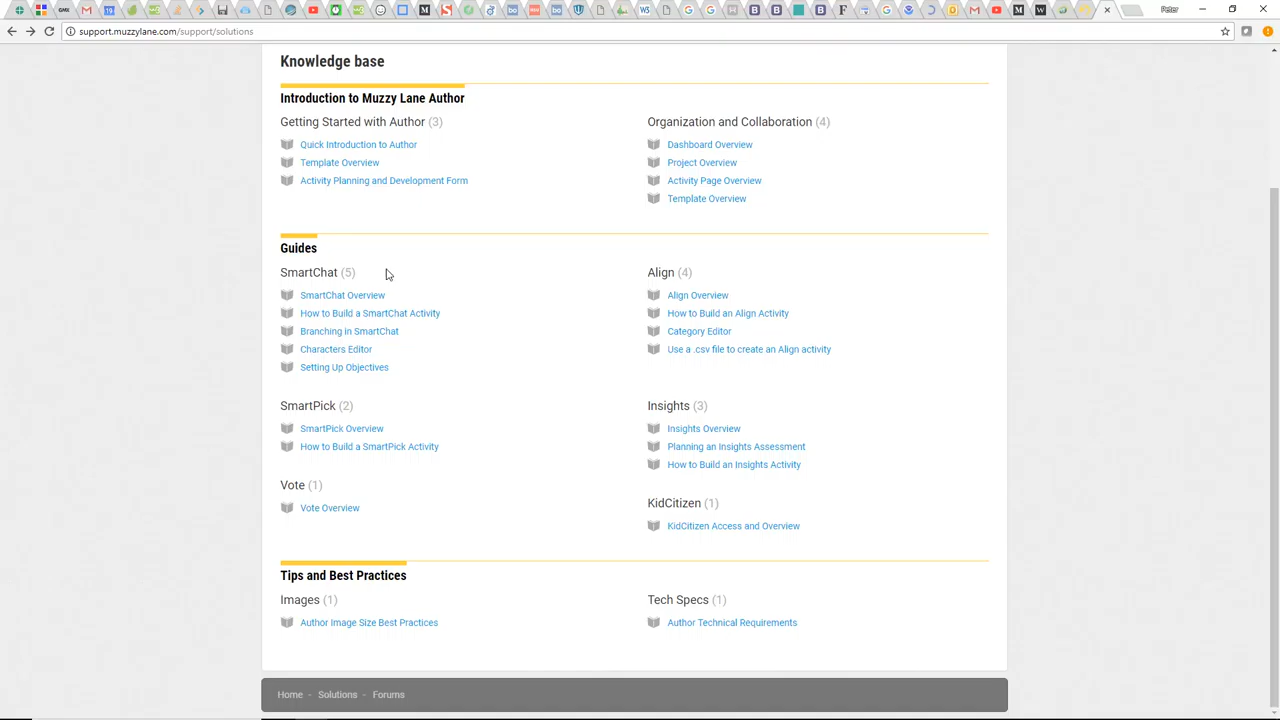 Peter
support.muzzylane.com/support/solutions
Knowledge base
Introduction to Muzzy Lane Author
Getting Started with Author (3)
Quick Introduction to Author
Template Overview
Activity Planning and Development Form
Organization and Collaboration (4)
Dashboard Overview
Project Overview
Activity Page Overview
Template Overview
Guides
SmartChat (5)
SmartChat Overview
How to Build a SmartChat Activity
Branching in SmartChat
Characters Editor
Setting Up Objectives
Align (4)
Align Overview
How to Build an Align Activity
Category Editor
Use a .csv file to create an Align activity
SmartPick (2)
SmartPick Overview
How to Build a SmartPick Activity
Insights (3)
Insights Overview
Planning an Insights Assessment
How to Build an Insights Activity
Vote (1)
Vote Overview
KidCitizen (1)
KidCitizen Access and Overview
Tips and Best Practices
Images (1)
Author Image Size Best Practices
Tech Specs (1)
Author Technical Requirements
Home - Solutions - Forums